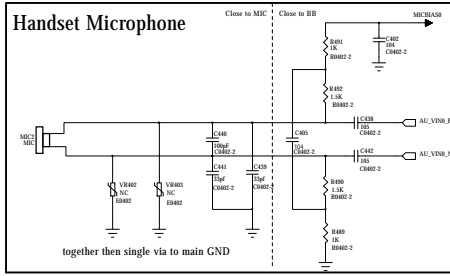 Handset Microphone
Close to MIC
Close to BB
MICBIAS0
R491
1K
R0402-2
C402
104
C0402-2
R492
1.5K
R0402-2
C438
105
C0402-2
AU_VIN0_P
MIC2
MIC
C440
100pF
C0402-2
C405
104
C0402-2
C442
105
C0402-2
AU_VIN0_N
C441
33pf
C0402-2
C439
33pf
C0402-2
VR402
NC
E0402
VR403
NC
E0402
R490
1.5K
R0402-2
R489
1K
R0402-2
together then single via to main GND